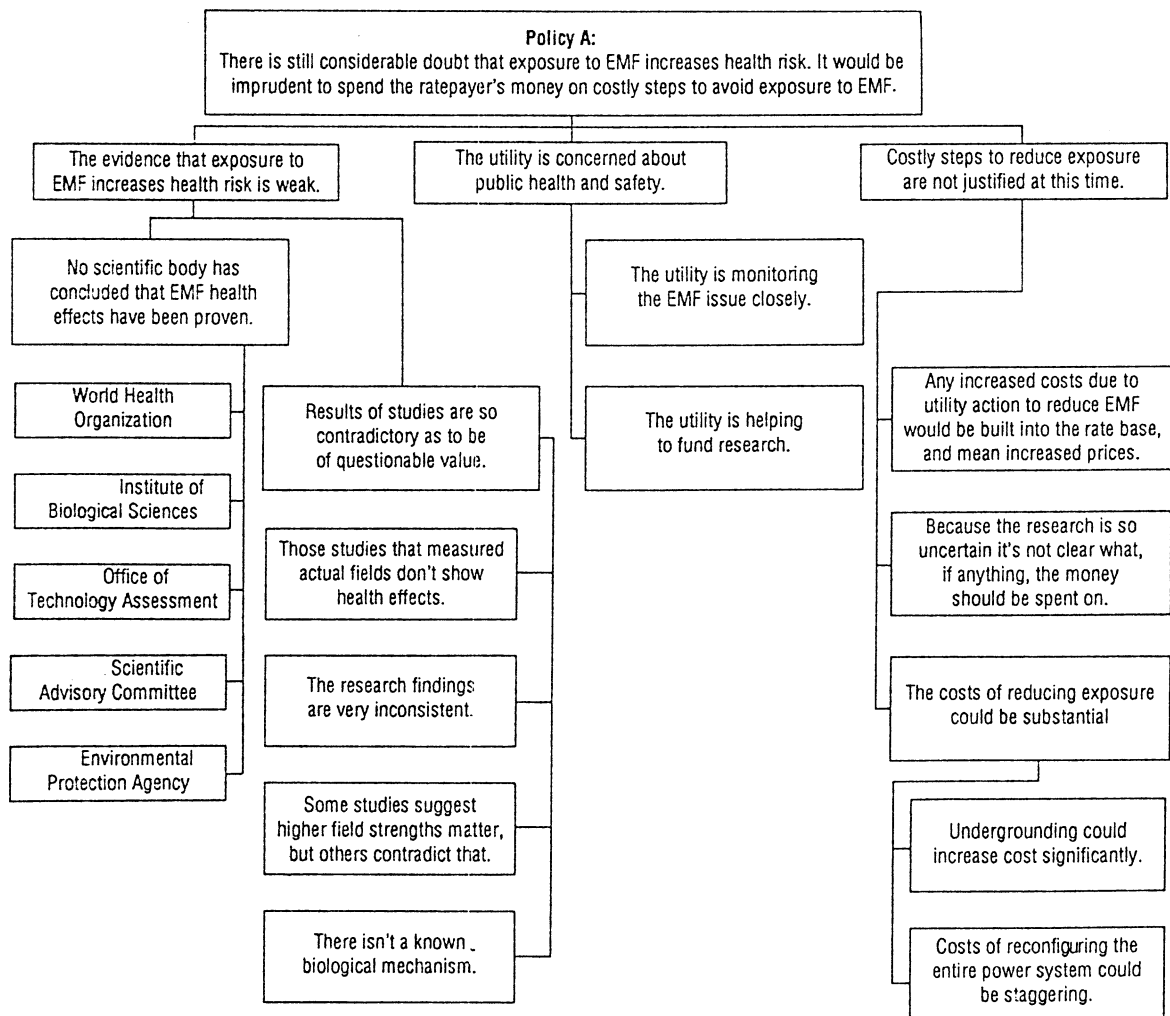 Policy A:
There is still considerable doubt that exposure to EMF increases health risk. It would be
imprudent to spend the ratepayer's money on costly steps to avoid exposure to EMF.
The evidence that exposure to
EMF increases health risk is weak.
The utility is concerned about
public health and safety.
Costly steps to reduce exposure
are not justified at this time.
No scientific body has
concluded that EMF health
effects have been proven.
World Health
Organization
Institute of
Biological Sciences
Office of
Technology Assessment
Scientific
Advisory Committee
Environmental
Protection Agency
Results of studies are so
contradictory as to be
of questionable value.
Those studies that measured
actual fields don't show
health effects.
The research findings
are very inconsistent.
Some studies suggest
higher field strengths matter,
but others contradict that.
There isn't a known
biological mechanism.
The utility is monitoring
the EMF issue closely.
The utility is helping
to fund research.
Any increased costs due to
utility action to reduce EMF
would be built into the rate base,
and mean increased prices.
Because the research is so
uncertain it's not clear what,
if anything, the money
should be spent on.
The costs of reducing exposure
could be substantial
Undergrounding could
increase cost significantly.
Costs of reconfiguring the
entire power system could
be staggering.